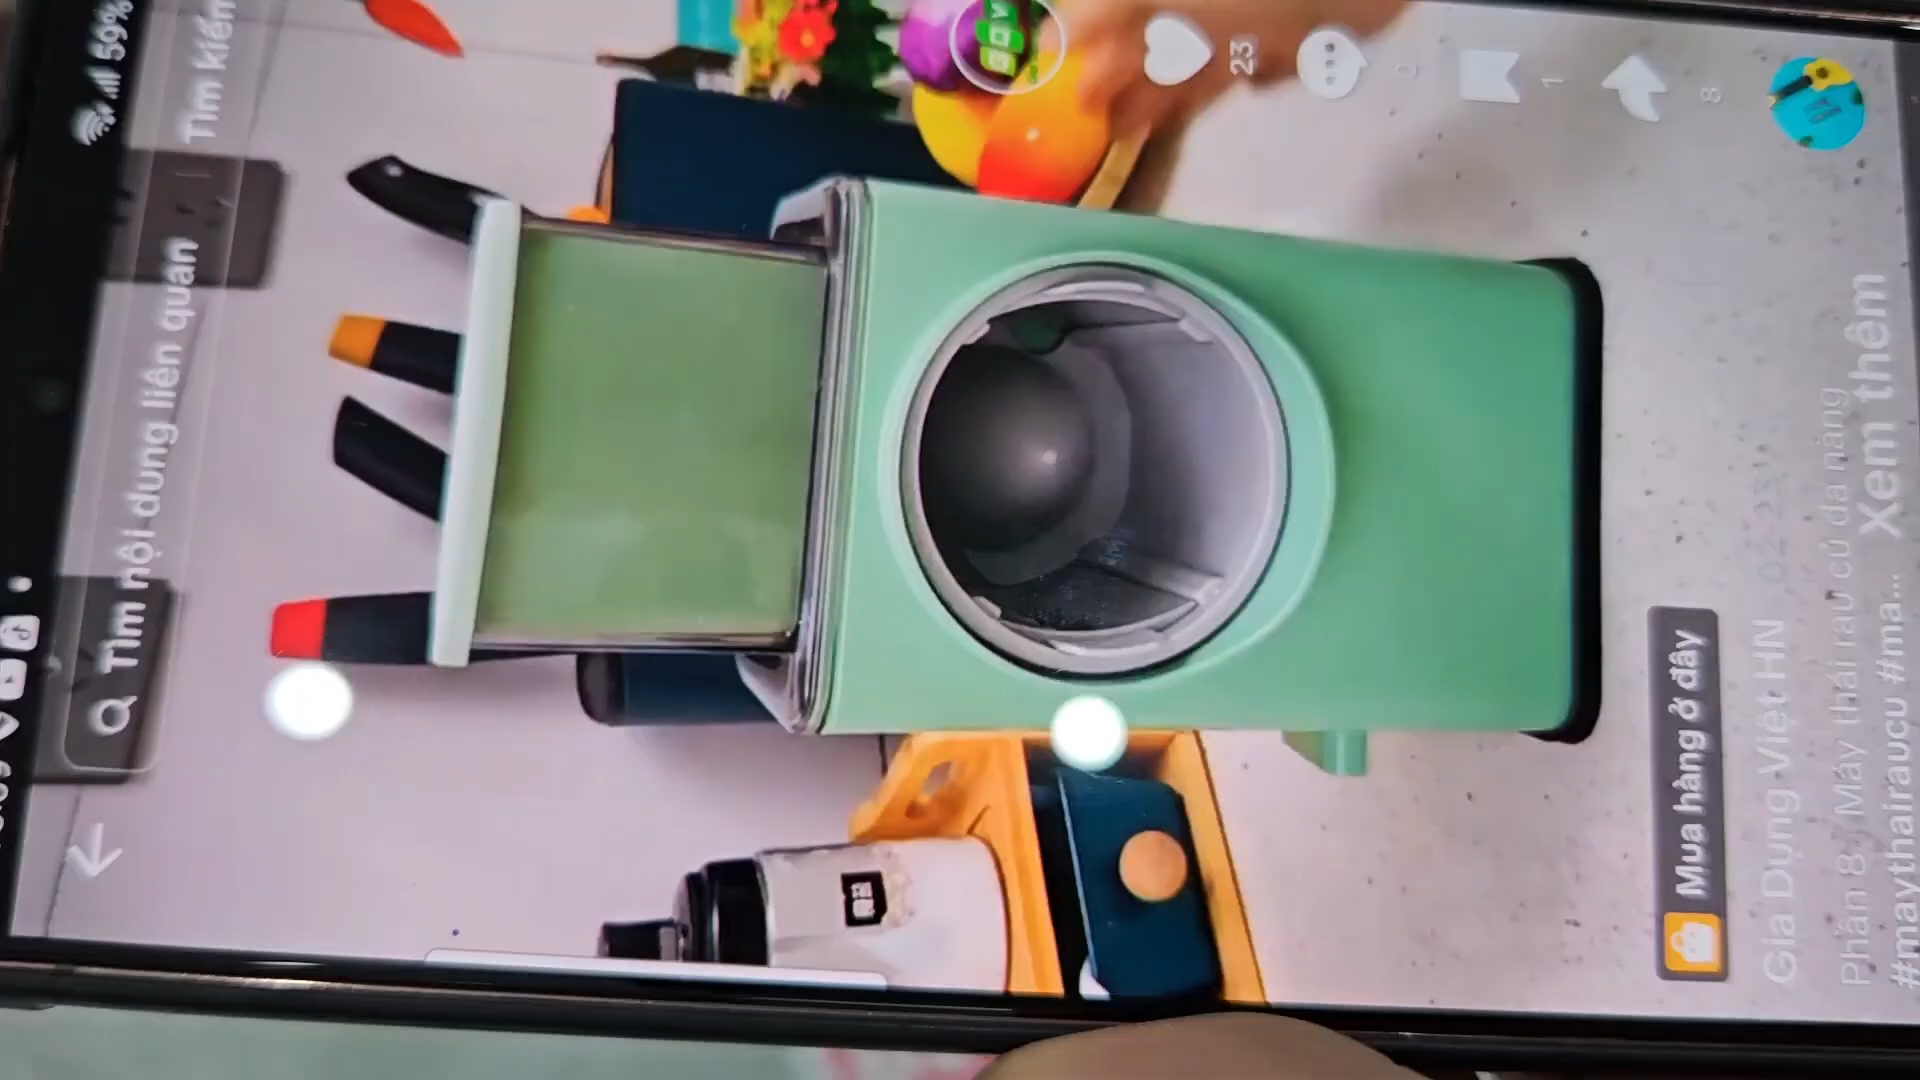 59%
Tìm nội dung liên quan
Tìm kiếm
23
0
1
8
Mua hàng ở đây
Gia Dụng Việt HN
Phần 8 | Máy thái rau củ đa năng
#maythairaucu #ma... Xem thêm